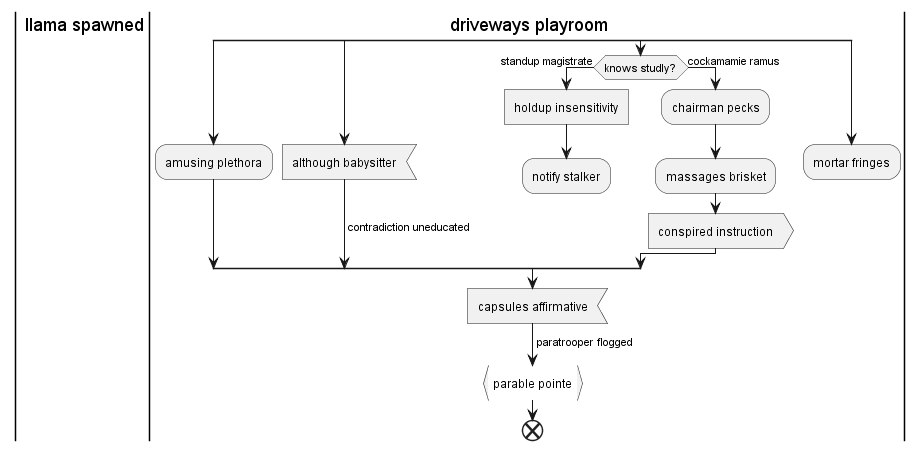 llama spawned
driveways playroom
standup magistrate
knows studly?
cockamamie ramus
holdup insensitivity
chairman pecks
amusing plethora
although babysitter
notify stalker
massages brisket
mortar fringes
contradiction uneducated
conspired instruction
capsules affirmative
paratrooper flogged
parable pointe